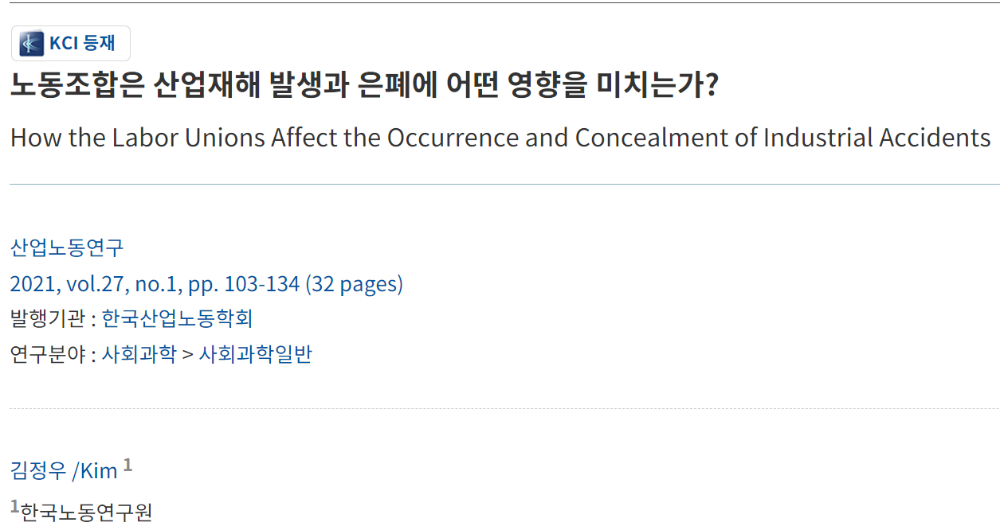 KCI 등재
노동조합은 산업재해 발생과 은폐에 어떤 영향을 미치는가?
How the Labor Unions Affect the Occurrence and Concealment of Industrial Accidents
산업노동연구
2021, vol.27, no.1, pp. 103-134 (32 pages)
발행기관 : 한국산업노동학회
연구분야 : 사회과학 > 사회과학일반
김정우 /Kim 1
1한국노동연구원